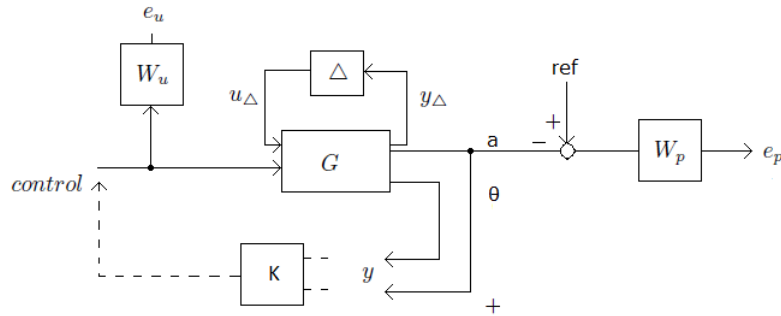 e_u
W_u
△
ref
u_△
y_△
+
a
−
G
W_p
e_p
control
θ
K
y
+